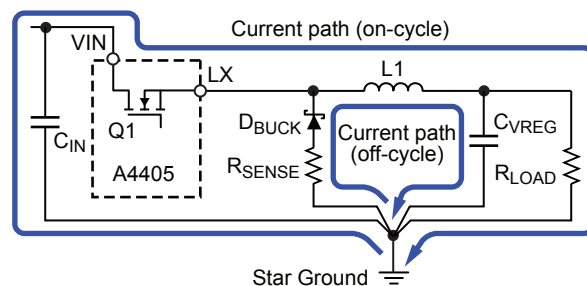 Current path (on-cycle)
VIN
LX
L1
Q1
CIN
A4405
DBUCK
RSENSE
Current path
(off-cycle)
CVREG
RLOAD
Star Ground